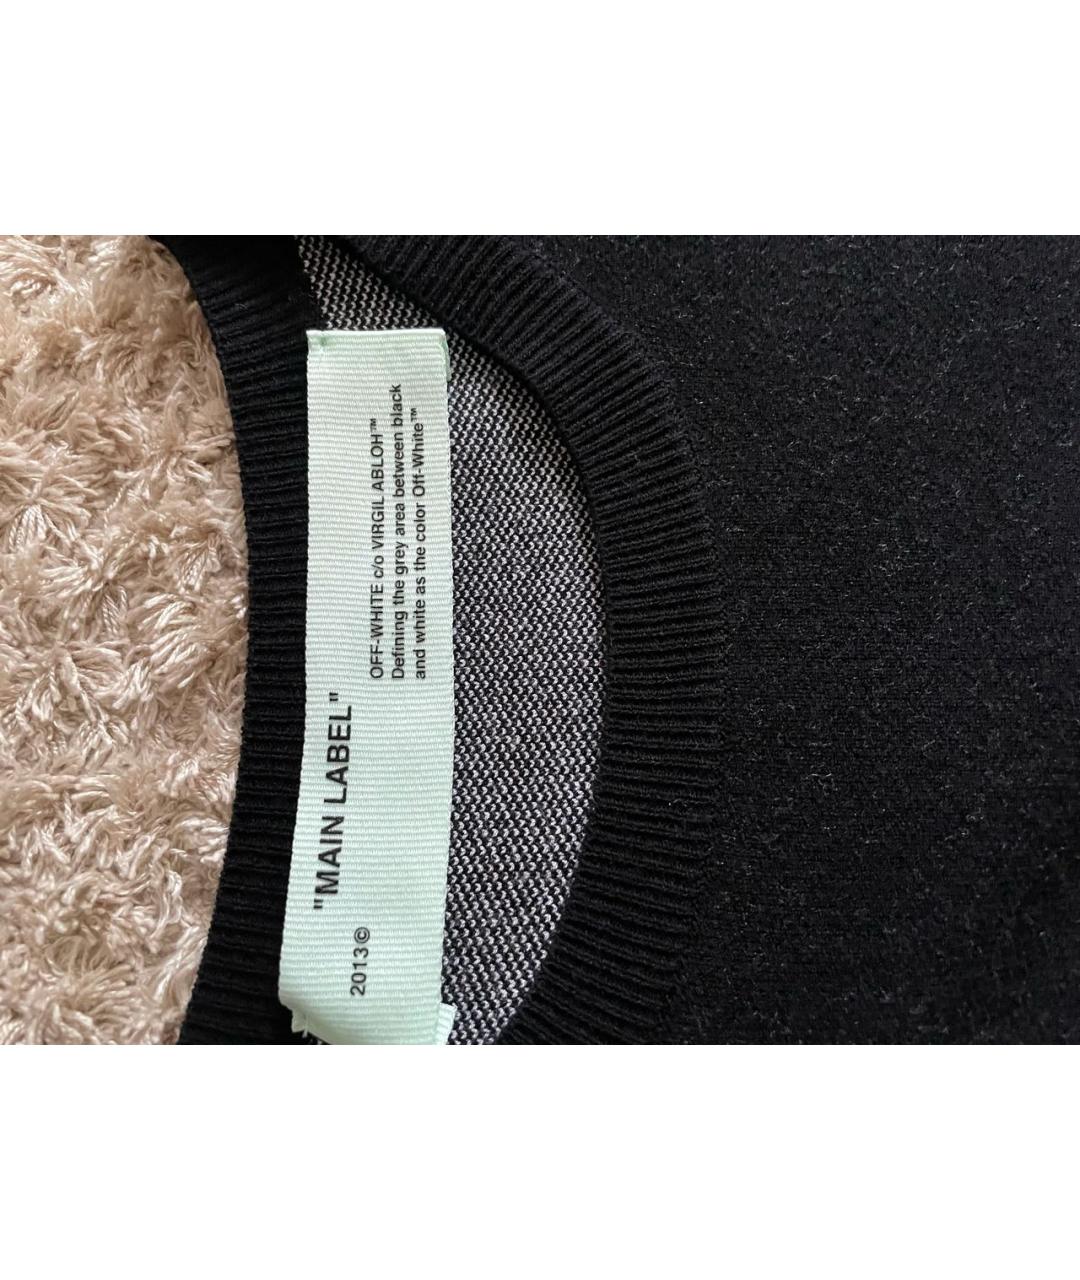 2013©
"MAIN LABEL"
OFF-WHITE c/o VIRGIL ABLOH™
Defining the grey area between black
and white as the color Off-White™